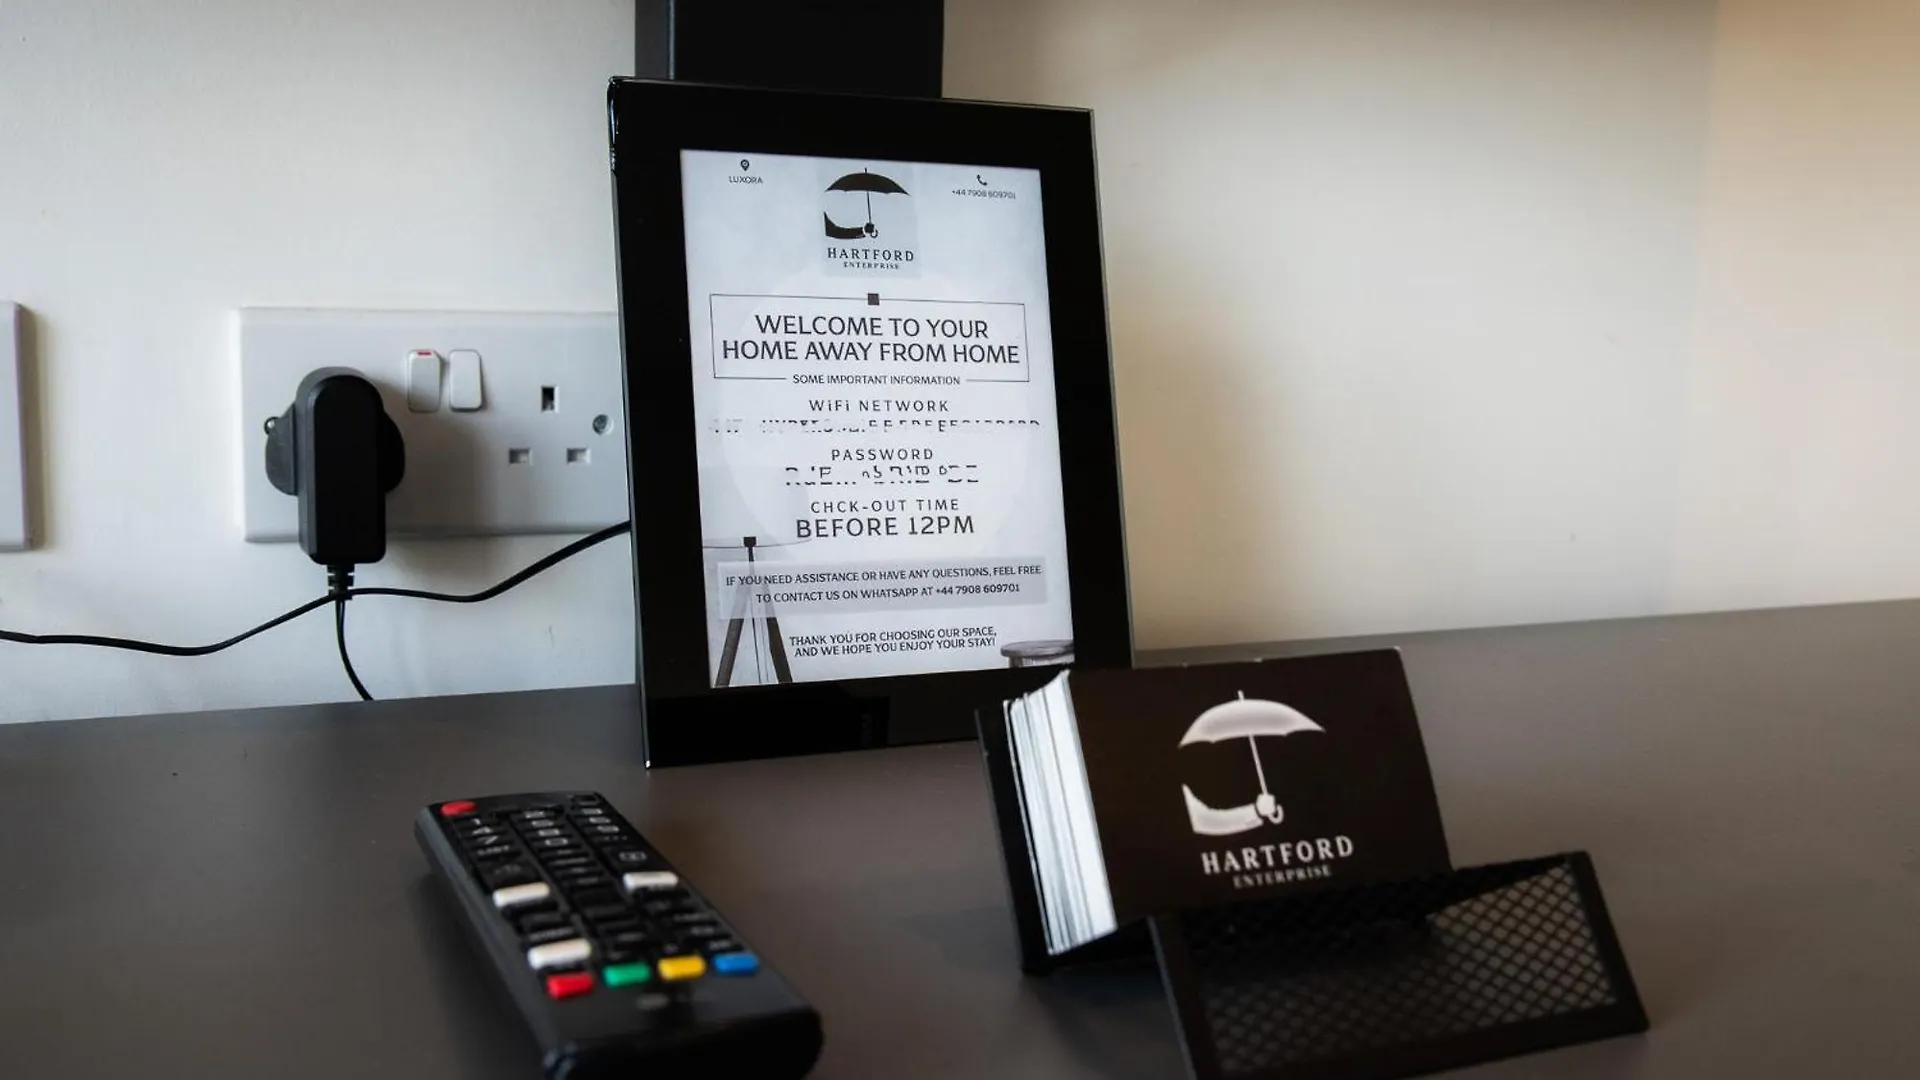 LUXORA
+44 7908 609701
HARTFORD
ENTERPRISE
WELCOME TO YOUR
HOME AWAY FROM HOME
SOME IMPORTANT INFORMATION
WiFi NETWORK
PASSWORD
CHCK-OUT TIME
BEFORE 12PM
IF YOU NEED ASSISTANCE OR HAVE ANY QUESTIONS, FEEL FREE
TO CONTACT US ON WHATSAPP AT +44 7908 609701
THANK YOU FOR CHOOSING OUR SPACE,
AND WE HOPE YOU ENJOY YOUR STAY!
HARTFORD
ENTERPRISE